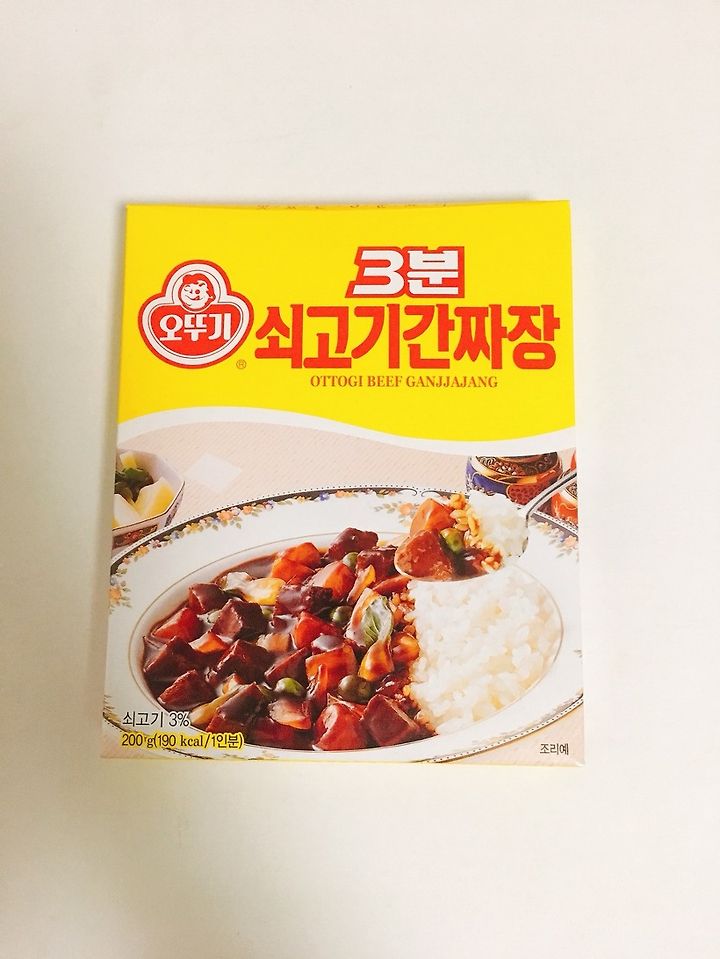 3분
오뚜기
®
쇠고기간짜장
OTTOGI BEEF GANJJAJANG
쇠고기 3%
200 g(190 kcal/1인분)
조리예